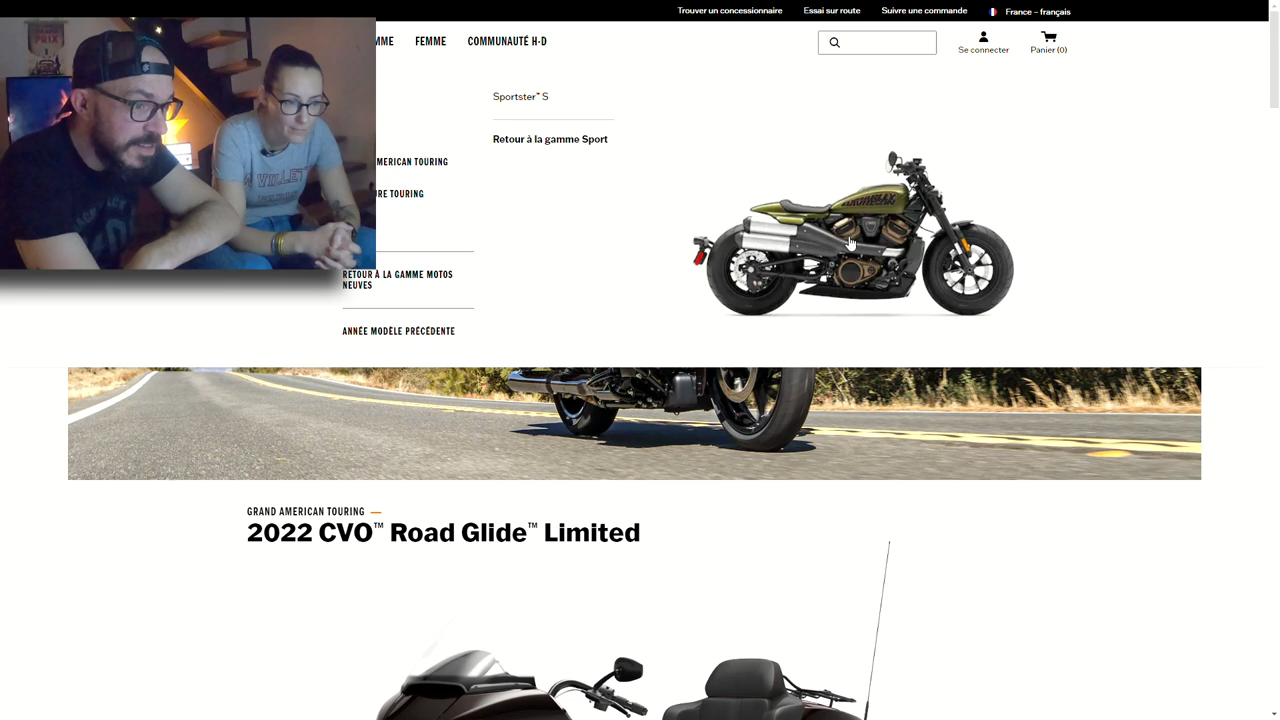 Trouver un concessionnaire Essai sur route Suivre une commande France – français
MME FEMME COMMUNAUTÉ H-D
Se connecter Panier (0)
Sportster™ S
Retour à la gamme Sport
MERICAN TOURING
RE TOURING
RETOUR À LA GAMME MOTOS
NEUVES
ANNÉE MODÈLE PRÉCÉDENTE
GRAND AMERICAN TOURING
2022 CVO™ Road Glide™ Limited